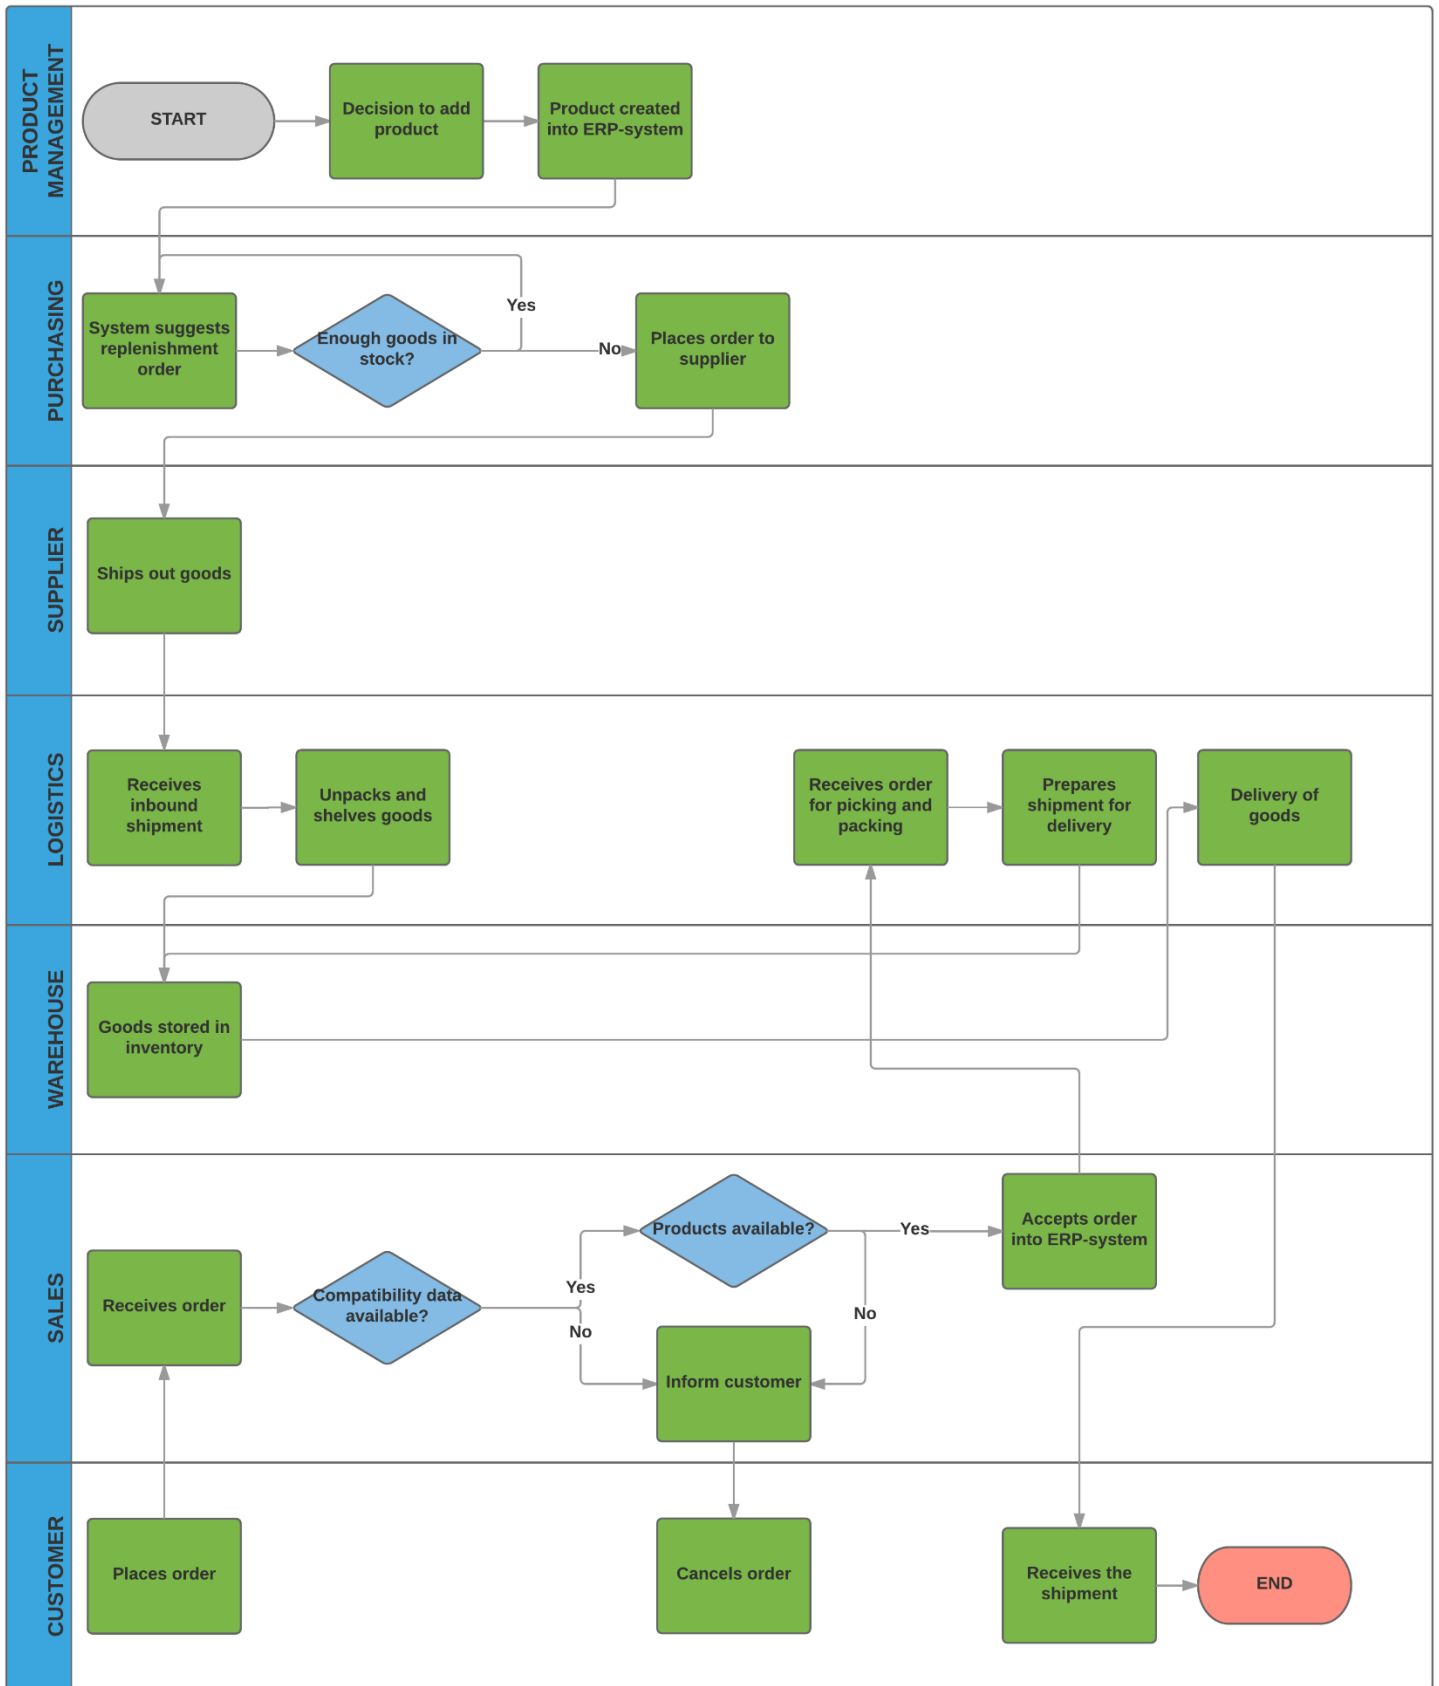 PRODUCT
MANAGEMENT
START
Decision to add
product
Product created
into ERP-system
PURCHASING
System suggests
replenishment
order
Enough goods in
stock?
Yes
No
Places order to
supplier
SUPPLIER
Ships out goods
LOGISTICS
Receives
inbound
shipment
Unpacks and
shelves goods
Receives order
for picking and
packing
Prepares
shipment for
delivery
Delivery of
goods
WAREHOUSE
Goods stored in
inventory
SALES
Receives order
Compatibility data
available?
Yes
No
Products available?
Yes
No
Inform customer
Accepts order
into ERP-system
CUSTOMER
Places order
Cancels order
Receives the
shipment
END